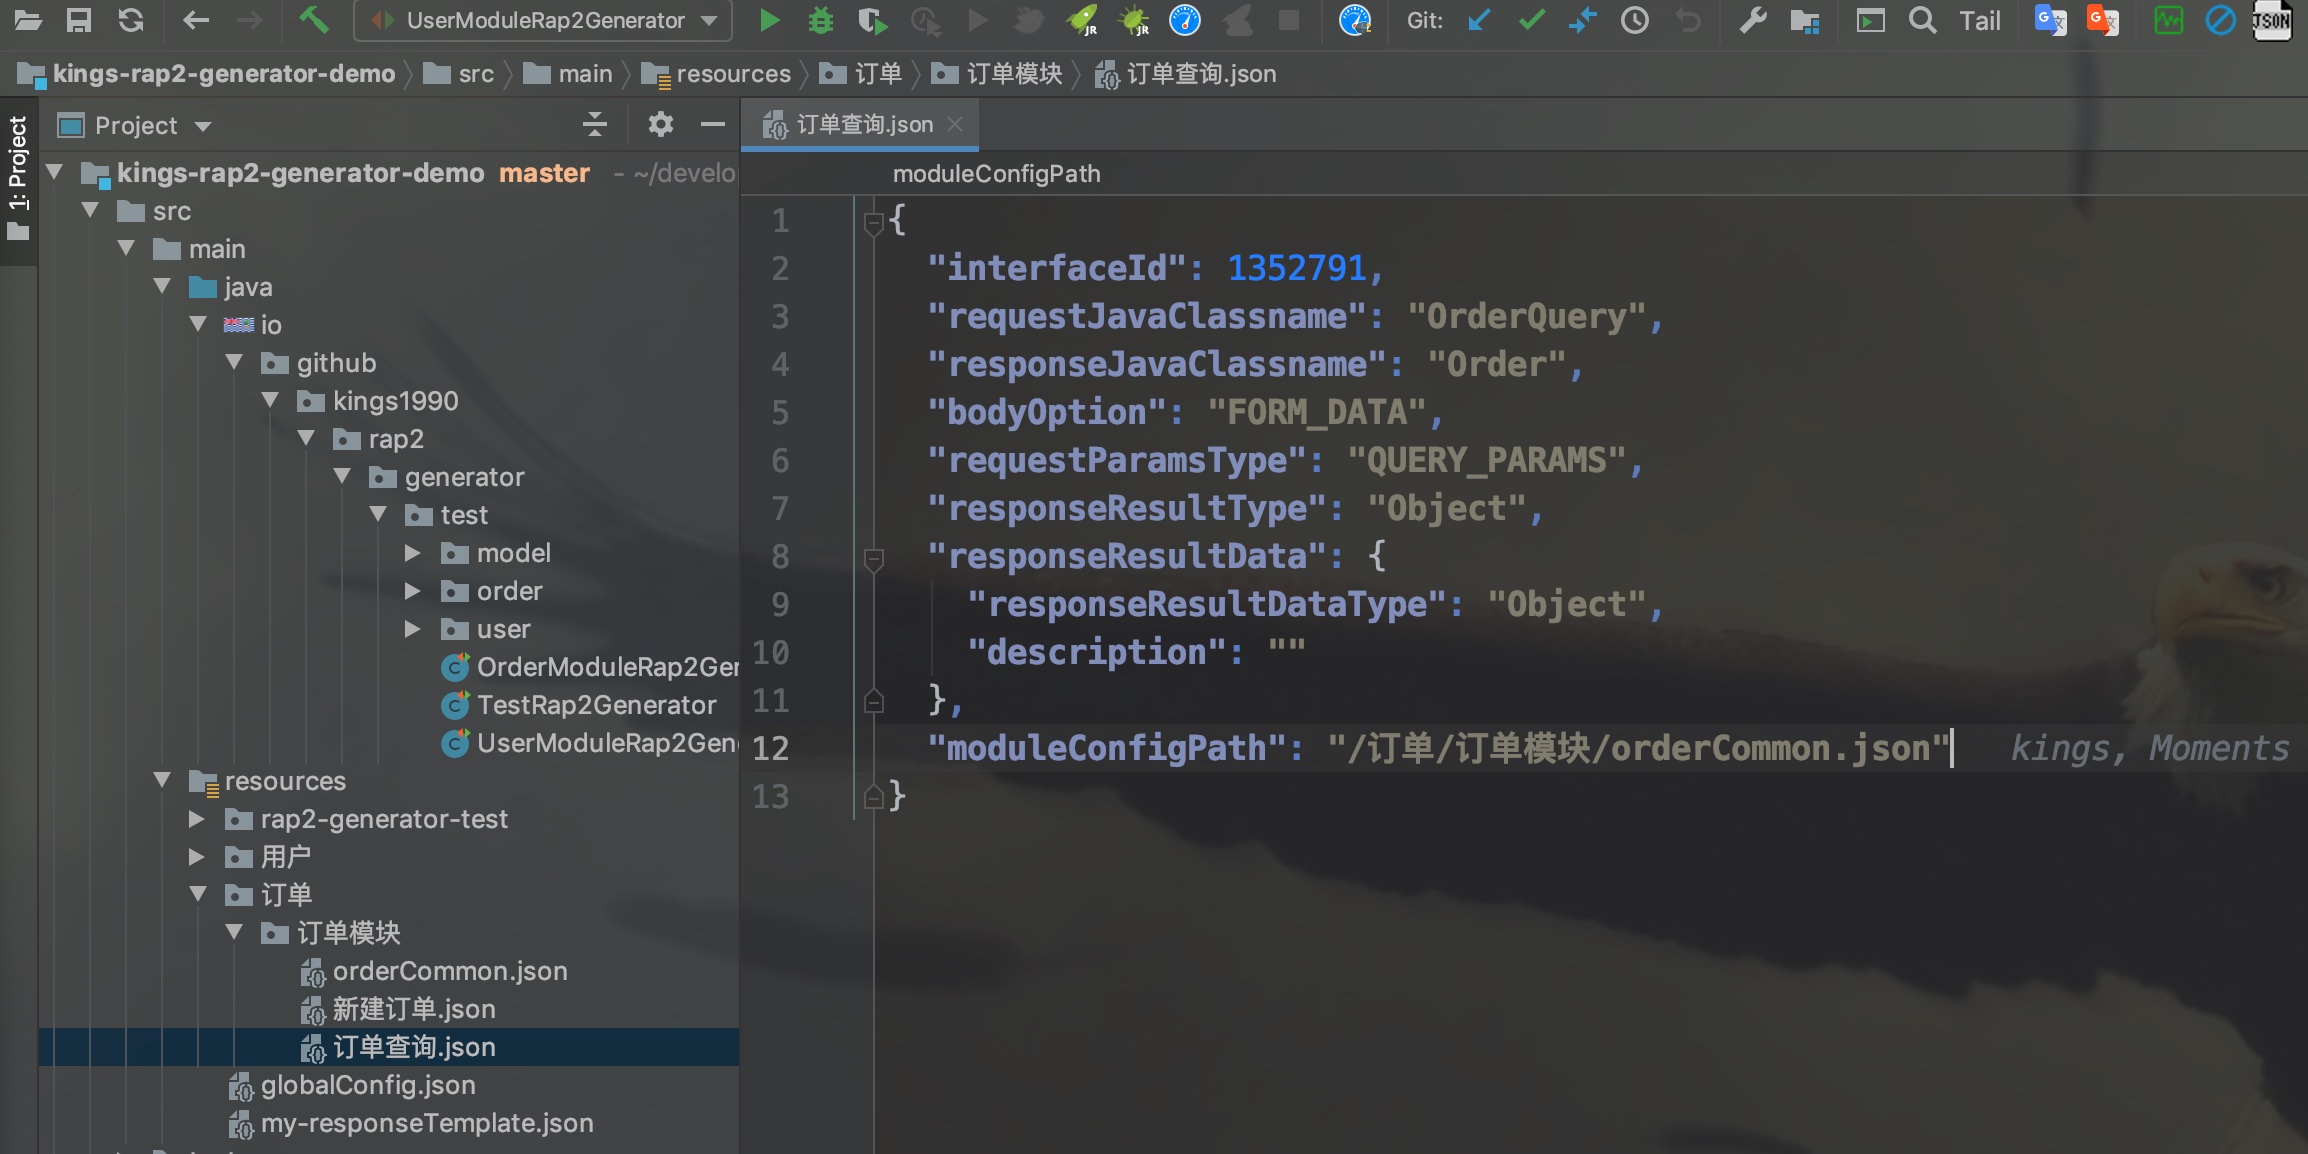 UserModuleRap2Generator
JR
JR
Git:
Tail
G 文
G 文
JSON
kings-rap2-generator-demo
src
main
resources
订单
订单模块
订单查询.json
1: Project
Project
订单查询.json
kings-rap2-generator-demo master - ~/develo
src
main
java
io
github
kings1990
rap2
generator
test
model
order
user
OrderModuleRap2Ger
TestRap2Generator
UserModuleRap2Gen
resources
rap2-generator-test
用户
订单
订单模块
orderCommon.json
新建订单.json
订单查询.json
globalConfig.json
my-responseTemplate.json
moduleConfigPath
1 {
2 "interfaceId": 1352791,
3 "requestJavaClassname": "OrderQuery",
4 "responseJavaClassname": "Order",
5 "bodyOption": "FORM_DATA",
6 "requestParamsType": "QUERY_PARAMS",
7 "responseResultType": "Object",
8 "responseResultData": {
9 "responseResultDataType": "Object",
10 "description": ""
11 },
12 "moduleConfigPath": "/订单/订单模块/orderCommon.json" kings, Moments
13 }